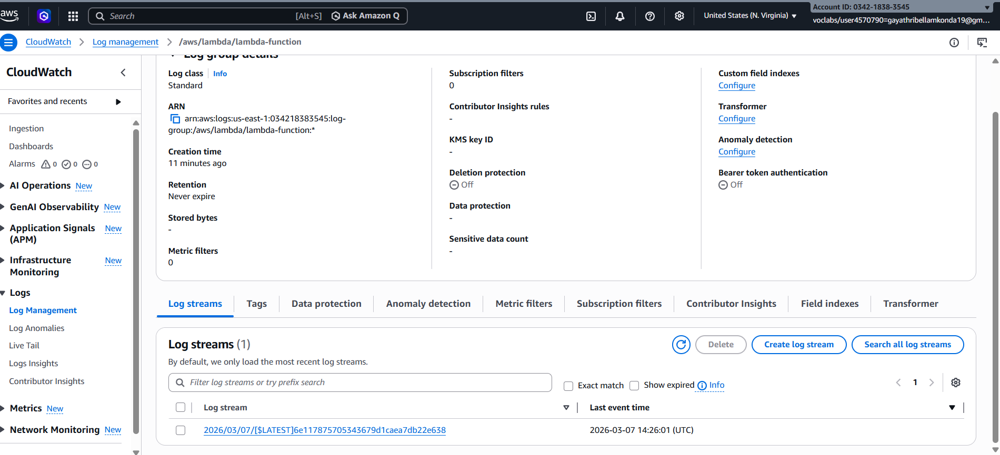 aws
Search [Alt+S] Ask Amazon Q
United States (N. Virginia)
Account ID: 0342-1838-3545
voclabs/user4570790=gayathribellamkonda19@gm...
CloudWatch > Log management > /aws/lambda/lambda-function
CloudWatch
Favorites and recents
Ingestion
Dashboards
Alarms 0 0 0
AI Operations New
GenAI Observability New
Application Signals (APM) New
Infrastructure Monitoring New
Logs
Log Management
Log Anomalies
Live Tail
Logs Insights
Contributor Insights
Metrics New
Network Monitoring New
Log group details
Log class Info
Standard
ARN
arn:aws:logs:us-east-1:034218383545:log-
group:/aws/lambda/lambda-function:*
Creation time
11 minutes ago
Retention
Never expire
Stored bytes
-
Metric filters
0
Subscription filters
0
Contributor Insights rules
-
KMS key ID
-
Deletion protection
Off
Data protection
-
Sensitive data count
-
Custom field indexes
Configure
Transformer
Configure
Anomaly detection
Configure
Bearer token authentication
Off
Log streams Tags Data protection Anomaly detection Metric filters Subscription filters Contributor Insights Field indexes Transformer
Log streams (1)
Delete Create log stream Search all log streams
By default, we only load the most recent log streams.
Filter log streams or try prefix search
Exact match Show expired Info
1
Log stream Last event time
2026/03/07/[$LATEST]6e117875705343679d1caea7db22e638 2026-03-07 14:26:01 (UTC)